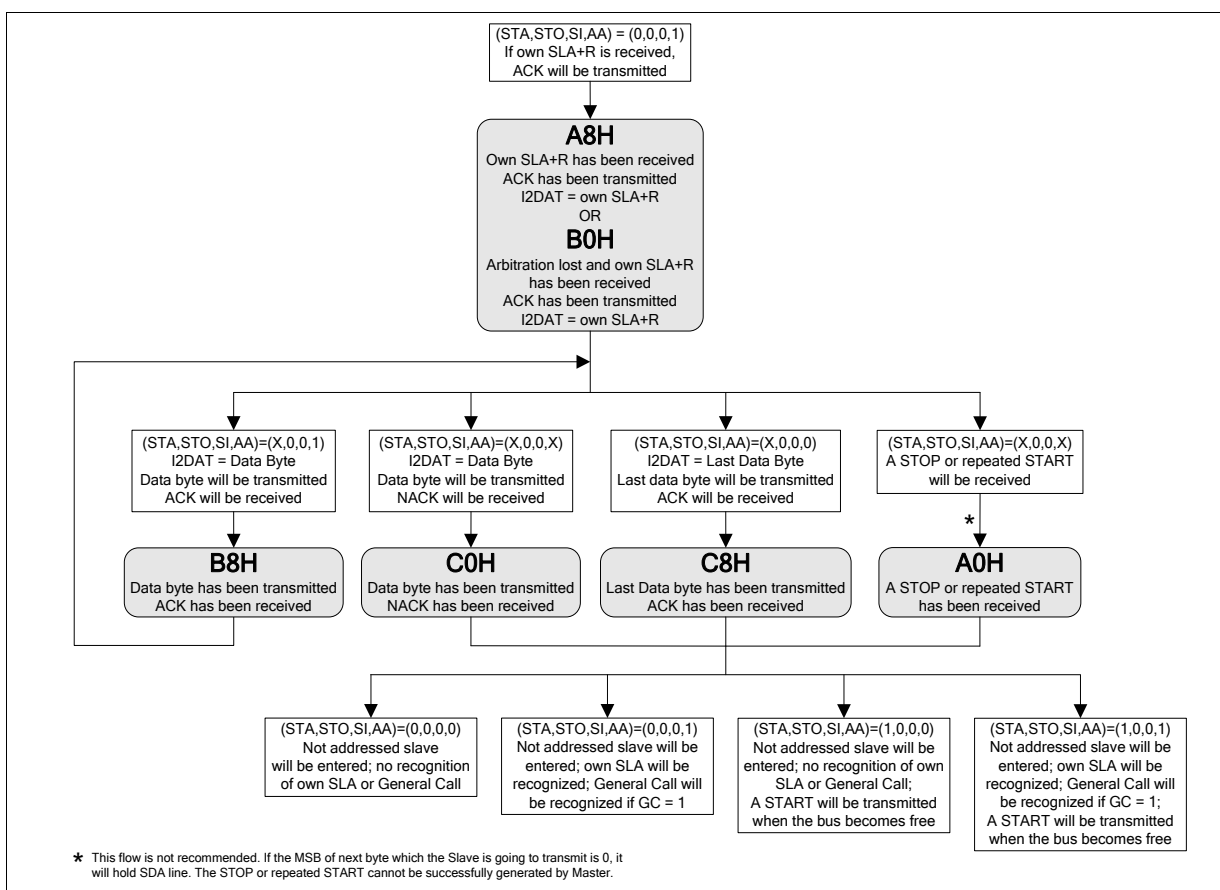 (STA,STO,SI,AA) = (0,0,0,1)
If own SLA+R is received,
ACK will be transmitted
A8H
Own SLA+R has been received
ACK has been transmitted
I2DAT = own SLA+R
OR
B0H
Arbitration lost and own SLA+R
has been received
ACK has been transmitted
I2DAT = own SLA+R
(STA,STO,SI,AA)=(X,0,0,1)
I2DAT = Data Byte
Data byte will be transmitted
ACK will be received
(STA,STO,SI,AA)=(X,0,0,X)
I2DAT = Data Byte
Data byte will be transmitted
NACK will be received
(STA,STO,SI,AA)=(X,0,0,0)
I2DAT = Last Data Byte
Last data byte will be transmitted
ACK will be received
(STA,STO,SI,AA)=(X,0,0,X)
A STOP or repeated START
will be received
*
B8H
Data byte has been transmitted
ACK has been received
C0H
Data byte has been transmitted
NACK has been received
C8H
Last Data byte has been transmitted
ACK has been received
A0H
A STOP or repeated START
has been received
(STA,STO,SI,AA)=(0,0,0,0)
Not addressed slave
will be entered; no recognition
of own SLA or General Call
(STA,STO,SI,AA)=(0,0,0,1)
Not addressed slave will be
entered; own SLA will be
recognized; General Call will
be recognized if GC = 1
(STA,STO,SI,AA)=(1,0,0,0)
Not addressed slave will be
entered; no recognition of own
SLA or General Call;
A START will be transmitted
when the bus becomes free
(STA,STO,SI,AA)=(1,0,0,1)
Not addressed slave will be
entered; own SLA will be
recognized; General Call will
be recognized if GC = 1;
A START will be transmitted
when the bus becomes free
* This flow is not recommended. If the MSB of next byte which the Slave is going to transmit is 0, it
will hold SDA line. The STOP or repeated START cannot be successfully generated by Master.